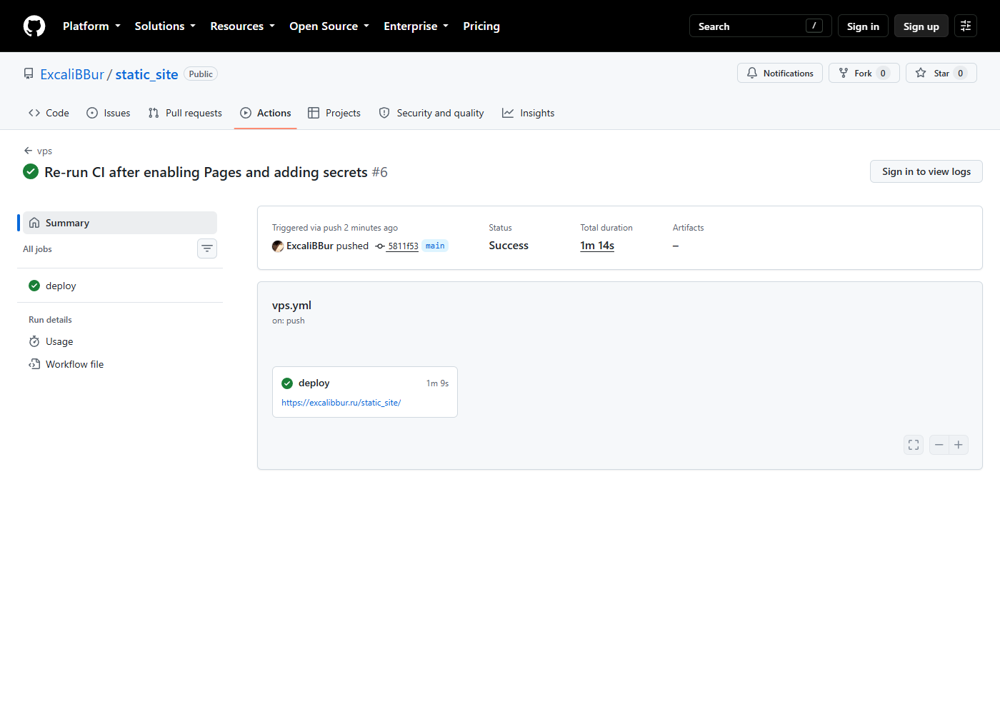 Platform Solutions Resources Open Source Enterprise Pricing Search / Sign in Sign up
ExcaliBBur / static_site Public Notifications Fork 0 Star 0
Code Issues Pull requests Actions Projects Security and quality Insights
vps
Re-run CI after enabling Pages and adding secrets #6
Sign in to view logs
Summary
All jobs
deploy
Run details
Usage
Workflow file
Triggered via push 2 minutes ago
ExcaliBBur pushed 5811f53 main
Status
Success
Total duration
1m 14s
Artifacts
–
vps.yml
on: push
deploy 1m 9s
https://excalibbur.ru/static_site/